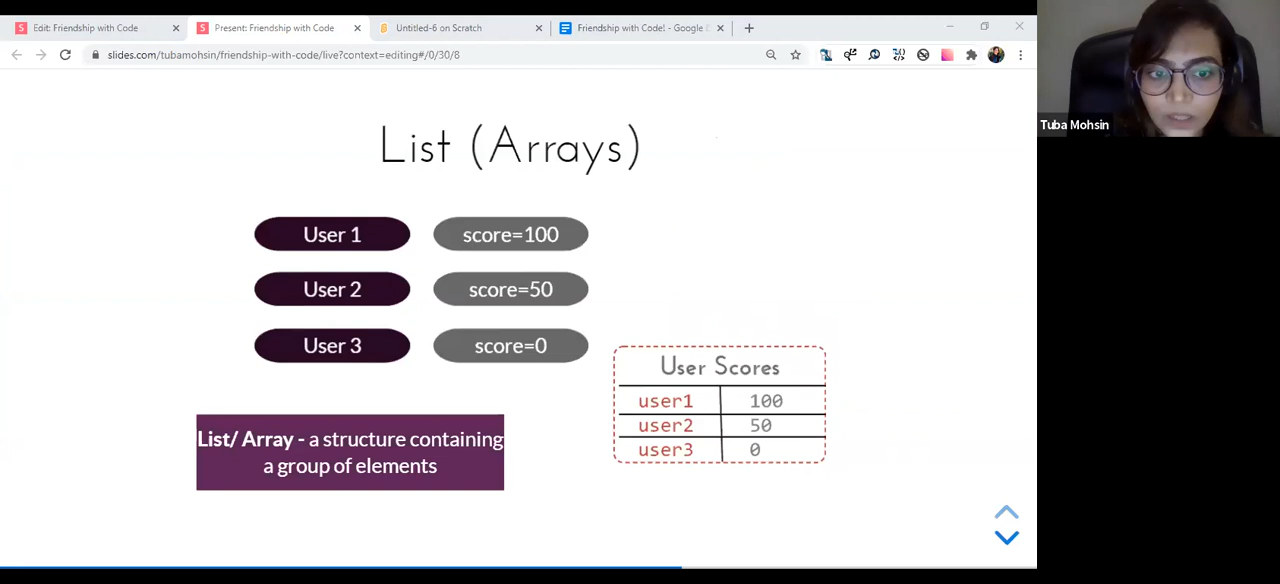 Edit: Friendship with Code
Present: Friendship with Code
Untitled-6 on Scratch
Friendship with Code! - Google D
slides.com/tubamohsin/friendship-with-code/live?context=editing#/0/30/8
Tuba Mohsin
List (Arrays)
User 1 score=100
User 2 score=50
User 3 score=0
User Scores
user1 100
user2 50
user3 0
List/ Array - a structure containing
a group of elements